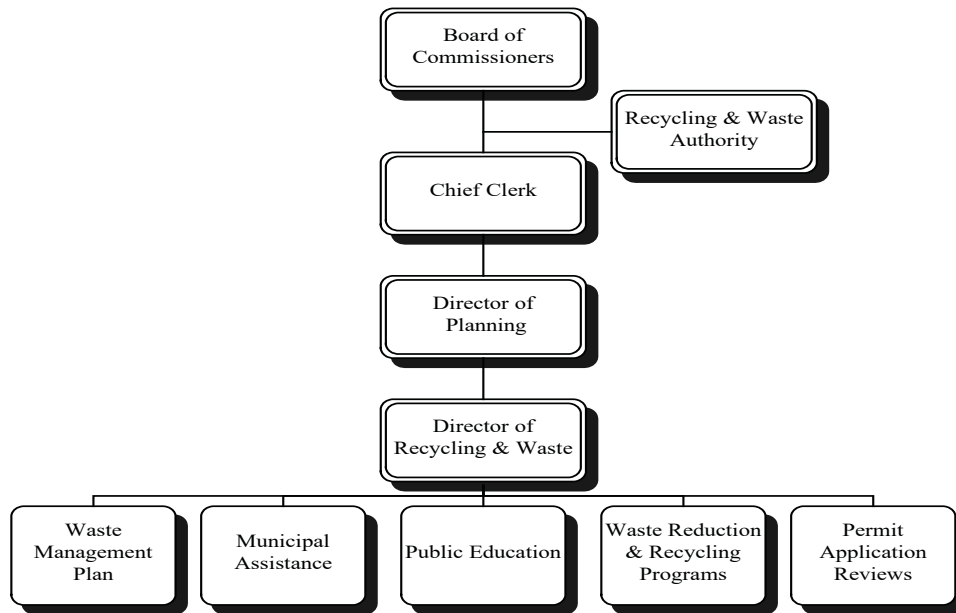 Board of
Commissioners
Recycling & Waste
Authority
Chief Clerk
Director of
Planning
Director of
Recycling & Waste
Waste
Management
Plan
Municipal
Assistance
Public Education
Waste Reduction
& Recycling
Programs
Permit
Application
Reviews